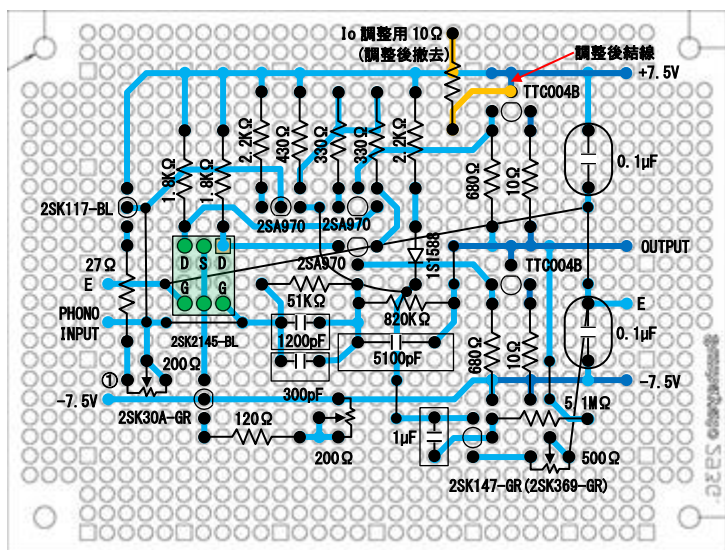 Io 調整用 10Ω
(調整後撤去)
調整後結線
TTC004B
+7.5V
2.2KΩ
430Ω
330Ω
330Ω
2.2KΩ
1.8KΩ
1.8KΩ
680Ω
10Ω
0.1μF
2SK117-BL
2SA970
2SA970
D S D
G G
2SA970
1S1588
OUTPUT
27Ω
E
TTC004B
51KΩ
PHONO
INPUT
820KΩ
E
2SK2145-BL
1200pF
5100pF
0.1μF
200Ω
300pF
680Ω
10Ω
①
-7.5V
-7.5V
2SK30A-GR
120Ω
5.1MΩ
1μF
200Ω
500Ω
2SK147-GR(2SK369-GR)